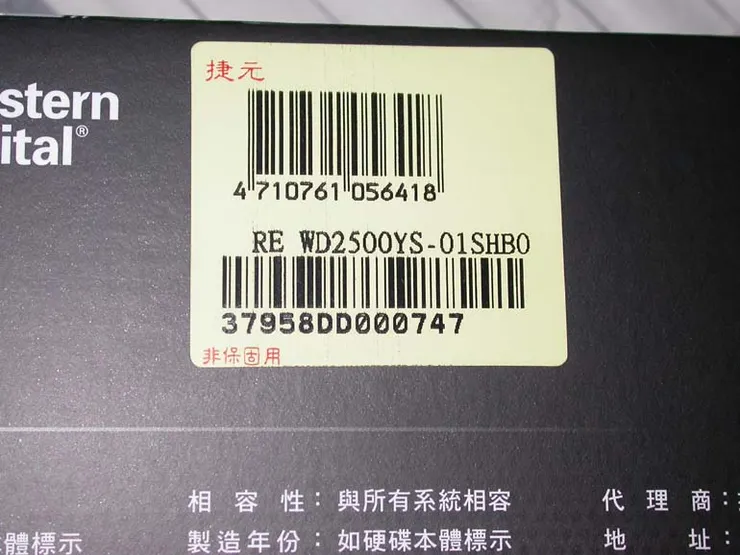 stern
ital®
捷元
4 710761 056418
RE WD2500YS-01SHB0
37958DD000747
非保固用
相容性：與所有系統相容
代理商：
體標示
製造年份：如硬碟本體標示
地址：